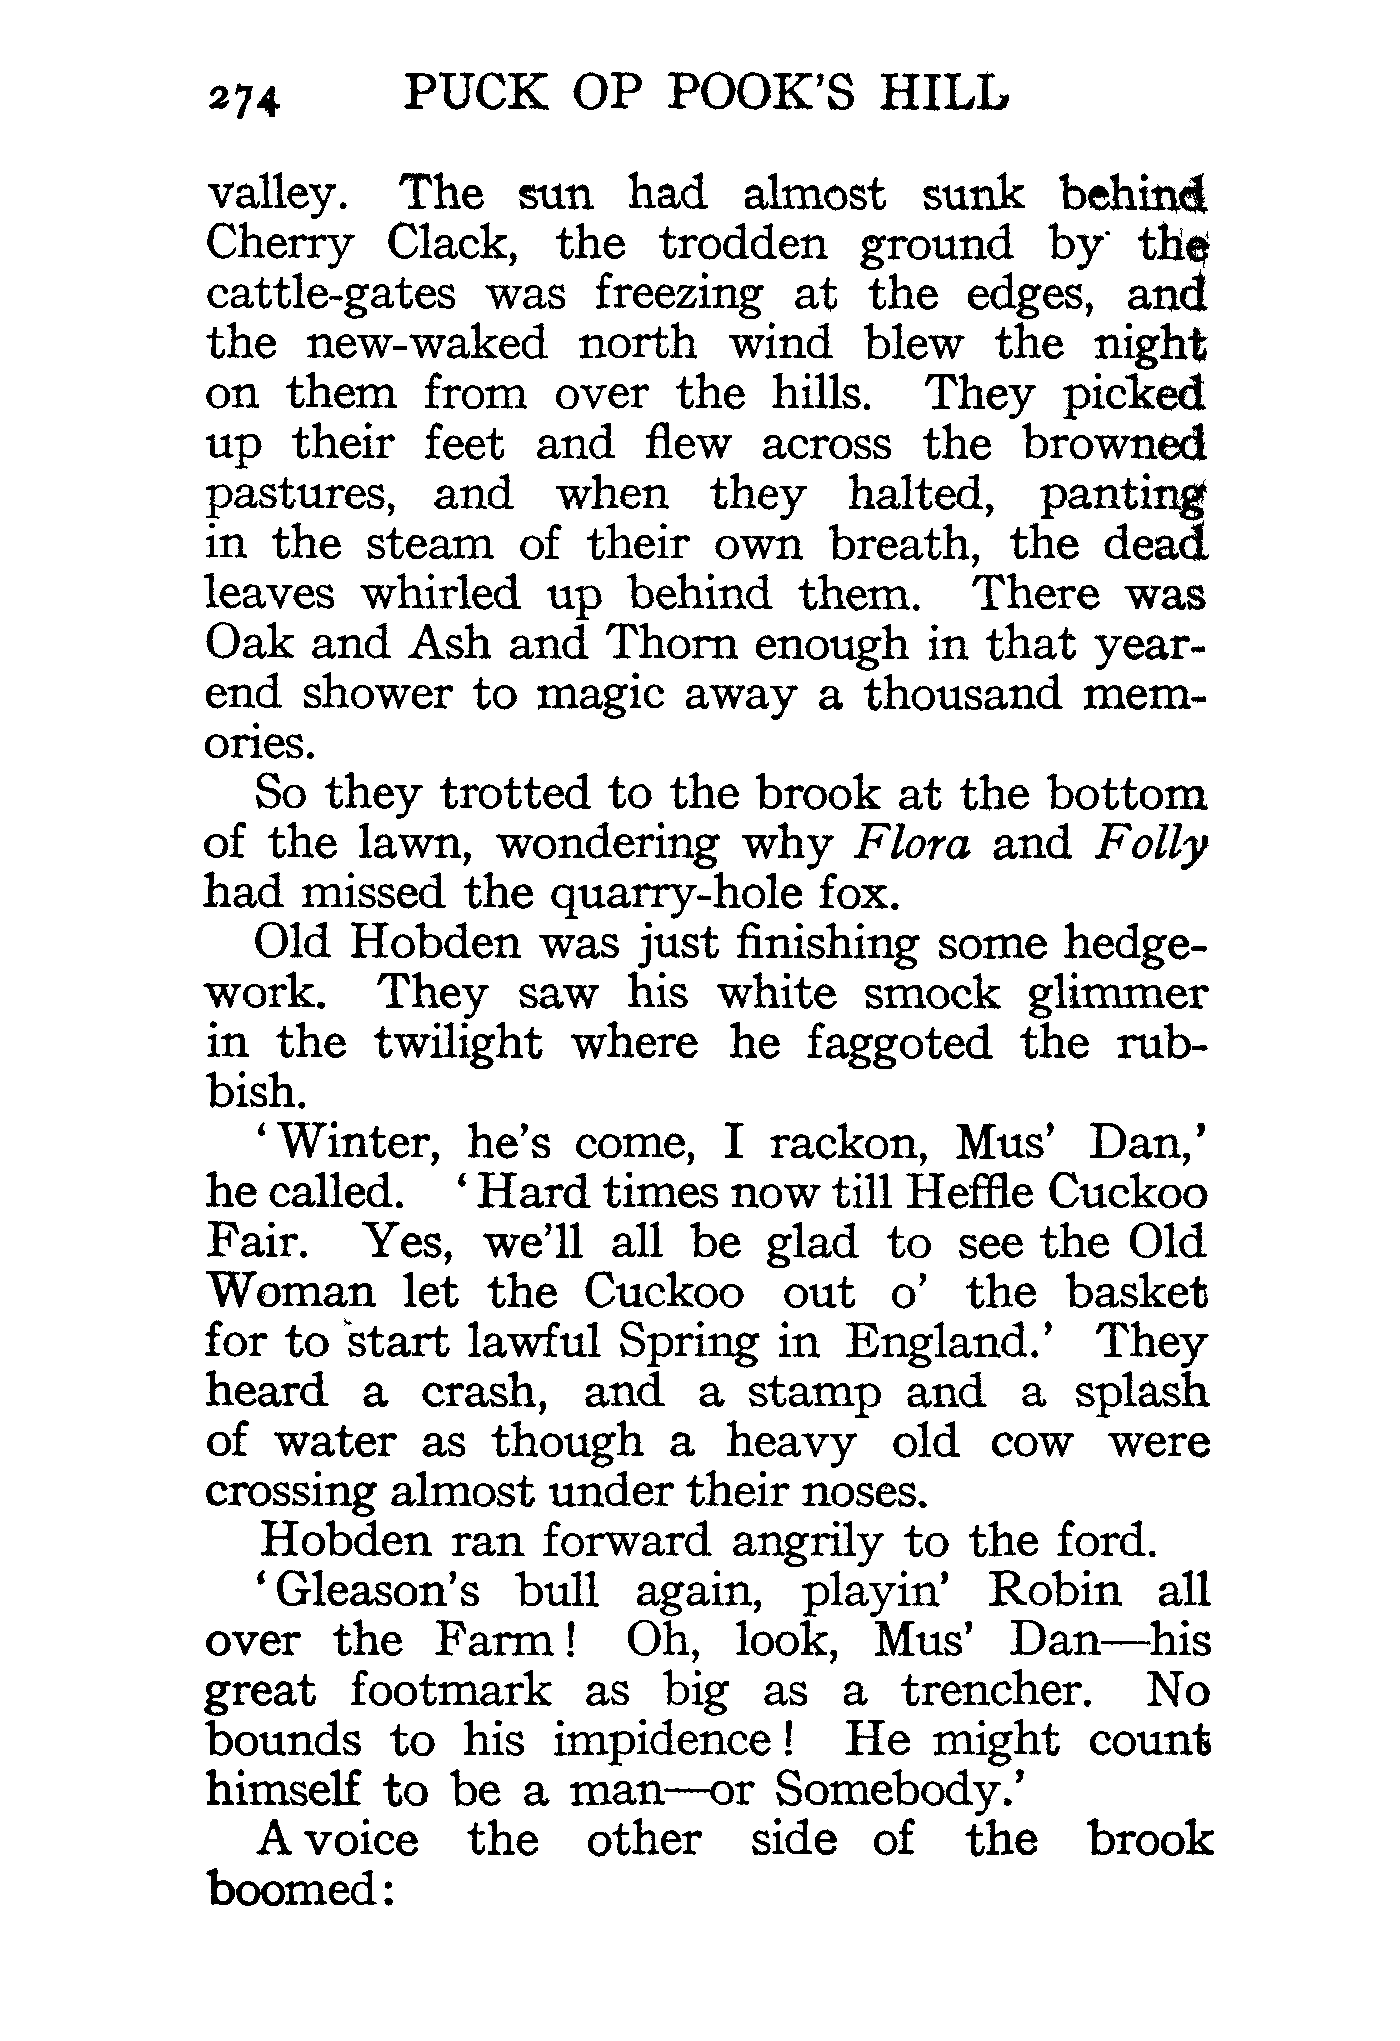 274 PUCK OP POOK'S HILL
valley. The sun had almost sunk behind
Cherry Clack, the trodden ground by the
cattle-gates was freezing at the edges, and
the new-waked north wind blew the night
on them from over the hills. They picked
up their feet and flew across the browned
pastures, and when they halted, panting
in the steam of their own breath, the dead
leaves whirled up behind them. There was
Oak and Ash and Thorn enough in that year-
end shower to magic away a thousand mem-
ories.
So they trotted to the brook at the bottom
of the lawn, wondering why Flora and Folly
had missed the quarry-hole fox.
Old Hobden was just finishing some hedge-
work. They saw his white smock glimmer
in the twilight where he faggoted the rub-
bish.
‘Winter, he's come, I rackon, Mus' Dan,’
he called. ‘Hard times now till Heffle Cuckoo
Fair. Yes, we'll all be glad to see the Old
Woman let the Cuckoo out o' the basket
for to start lawful Spring in England.’ They
heard a crash, and a stamp and a splash
of water as though a heavy old cow were
crossing almost under their noses.
Hobden ran forward angrily to the ford.
‘Gleason's bull again, playin' Robin all
over the Farm! Oh, look, Mus' Dan—his
great footmark as big as a trencher. No
bounds to his impidence! He might count
himself to be a man—or Somebody.’
A voice the other side of the brook
boomed: